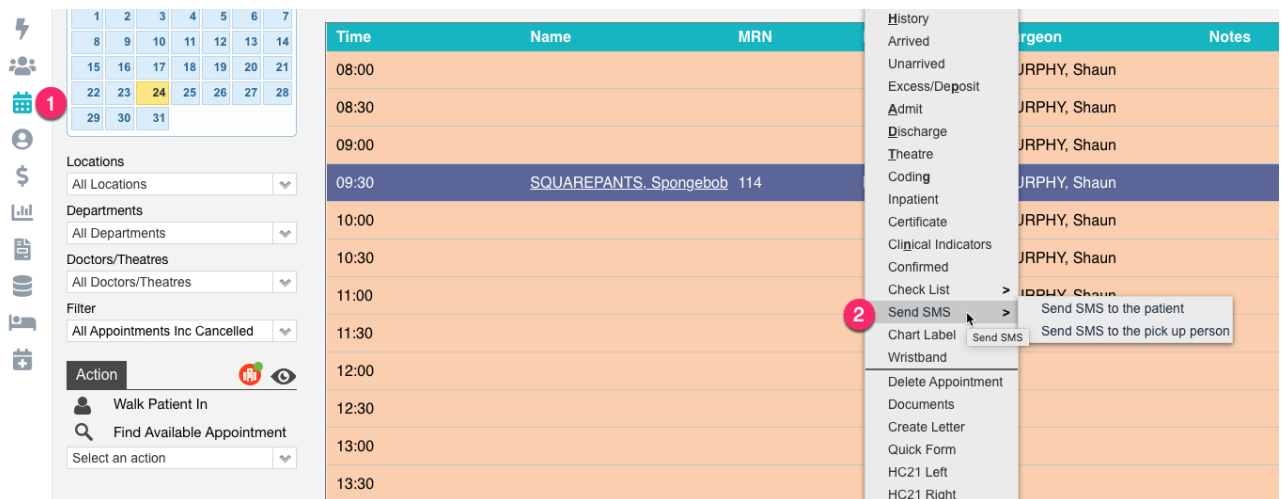 1 2 3 4 5 6 7
8 9 10 11 12 13 14
15 16 17 18 19 20 21
22 23 24 25 26 27 28
29 30 31
1
Locations
All Locations
Departments
All Departments
Doctors/Theatres
All Doctors/Theatres
Filter
All Appointments Inc Cancelled
Action
Walk Patient In
Find Available Appointment
Select an action
Time Name MRN Notes
08:00
08:30
09:00
09:30 SQUAREPANTS, Spongebob 114
10:00
10:30
11:00
11:30
12:00
12:30
13:00
13:30
History
Arrived
Unarrived
Excess/Deposit
Admit
Discharge
Theatre
Coding
Inpatient
Certificate
Clinical Indicators
Confirmed
Check List >
2 Send SMS >
Chart Label
Wristband
Delete Appointment
Documents
Create Letter
Quick Form
HC21 Left
HC21 Right
Send SMS
Send SMS to the patient
Send SMS to the pick up person
rgeon
URPHY, Shaun
URPHY, Shaun
URPHY, Shaun
URPHY, Shaun
URPHY, Shaun
URPHY, Shaun